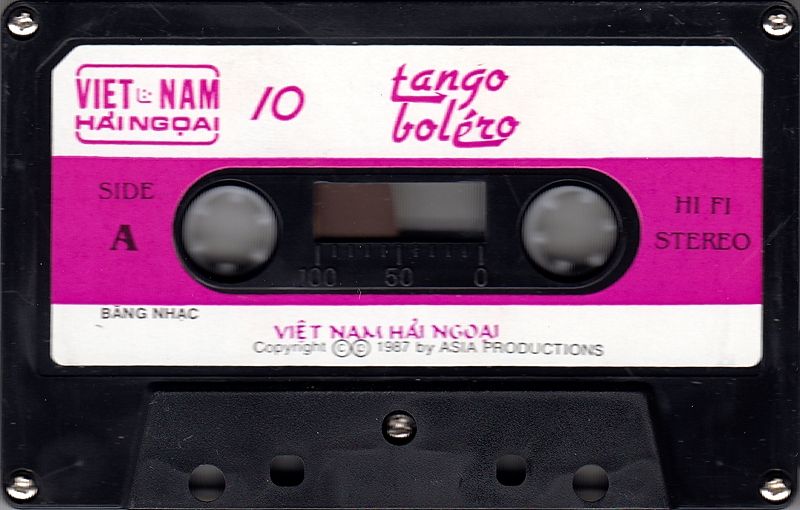 VIET NAM
HẢI NGOẠI
10
tango
boléro
SIDE
A
HI FI
STEREO
100 50 0
BĂNG NHẠC
VIỆT NAM HẢI NGOẠI
Copyright ©© 1987 by ASIA PRODUCTIONS